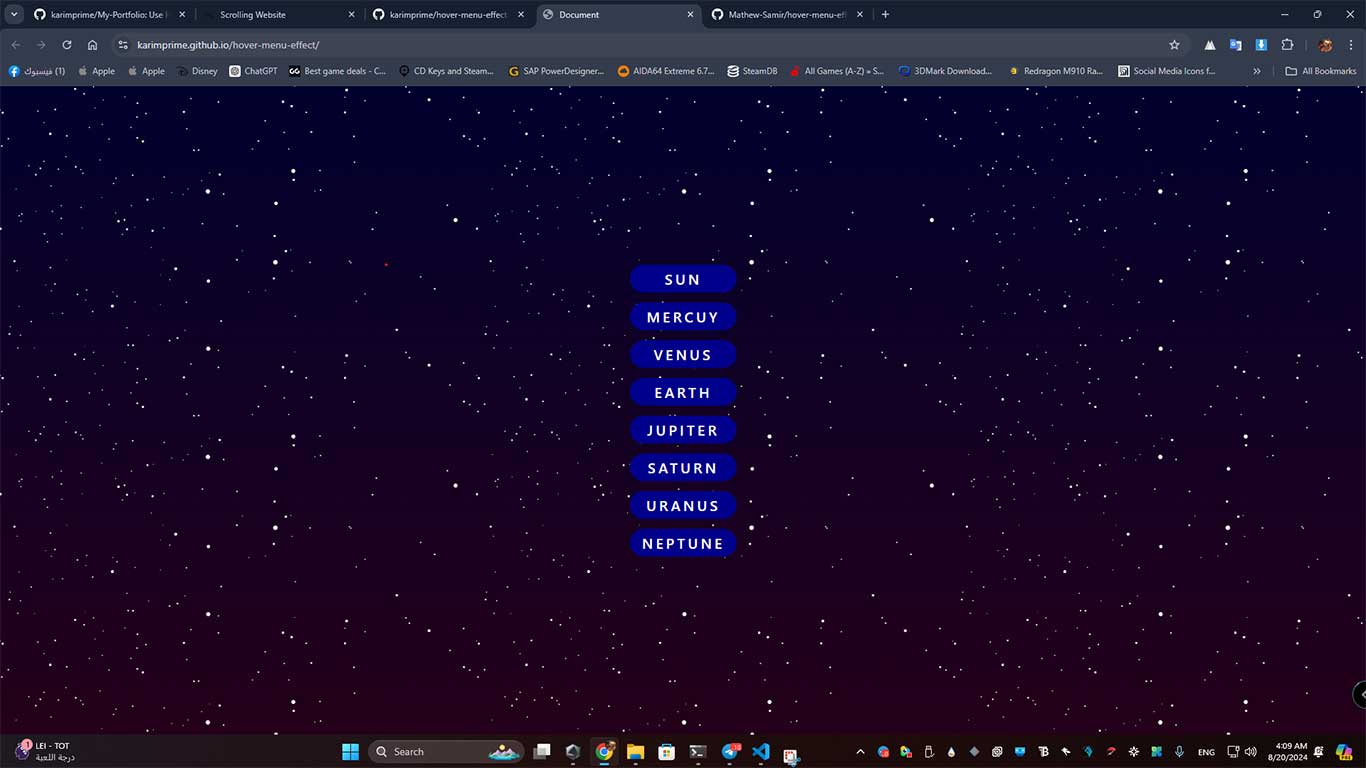 karimprime/My-Portfolio: Use H
Scrolling Website
karimprime/hover-menu-effect
Document
Mathew-Samir/hover-menu-eff
karimprime.github.io/hover-menu-effect/
(1) فيسبوك
Apple
Apple
Disney
ChatGPT
Best game deals - C...
CD Keys and Steam...
SAP PowerDesigner...
AIDA64 Extreme 6.7...
SteamDB
All Games (A-Z) » S...
3DMark Download...
Redragon M910 Ra...
Social Media Icons f...
»
All Bookmarks
SUN
MERCUY
VENUS
EARTH
JUPITER
SATURN
URANUS
NEPTUNE
1
LEI - TOT
درجة اللعبة
Search
ENG
4:09 AM
8/20/2024